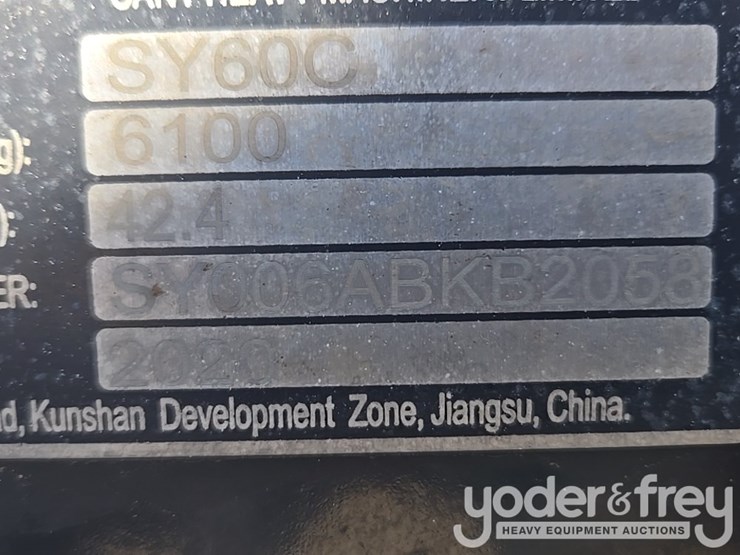 SY60C
6100
g):
42.4
):
ER: SY006ABKB2058
2020
d, Kunshan Development Zone, Jiangsu, China.
yoder&frey
HEAVY EQUIPMENT AUCTIONS